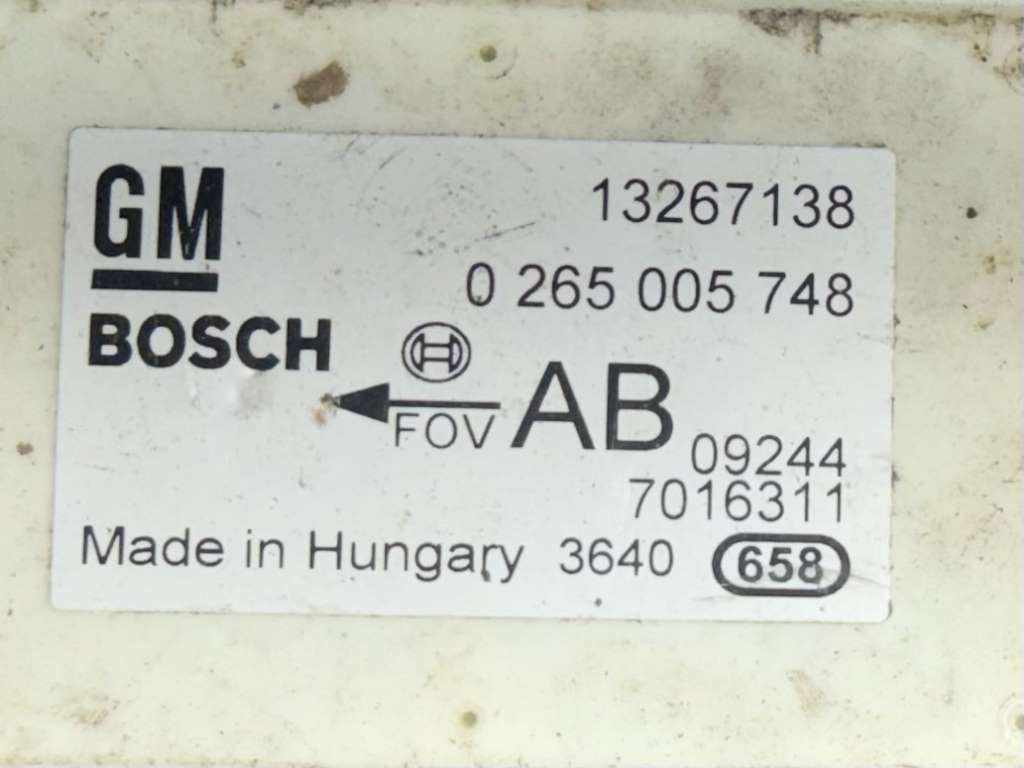 GM 13267138
0 265 005 748
BOSCH
FOV AB 09244
7016311
Made in Hungary 3640 658